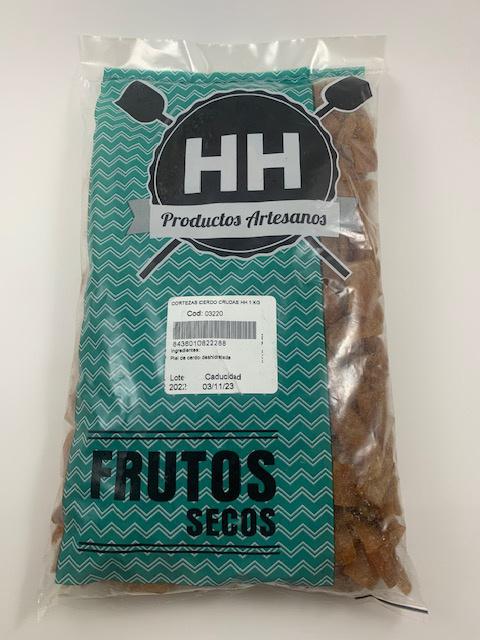 HH
Productos Artesanos
CORTEZAS CERDO CRUDAS HH 1 KG
Cod: 03220
8436010822288
Ingredientes:
Piel de cerdo deshidratada
Lote Caducidad
2022 03/11/23
FRUTOS
SECOS